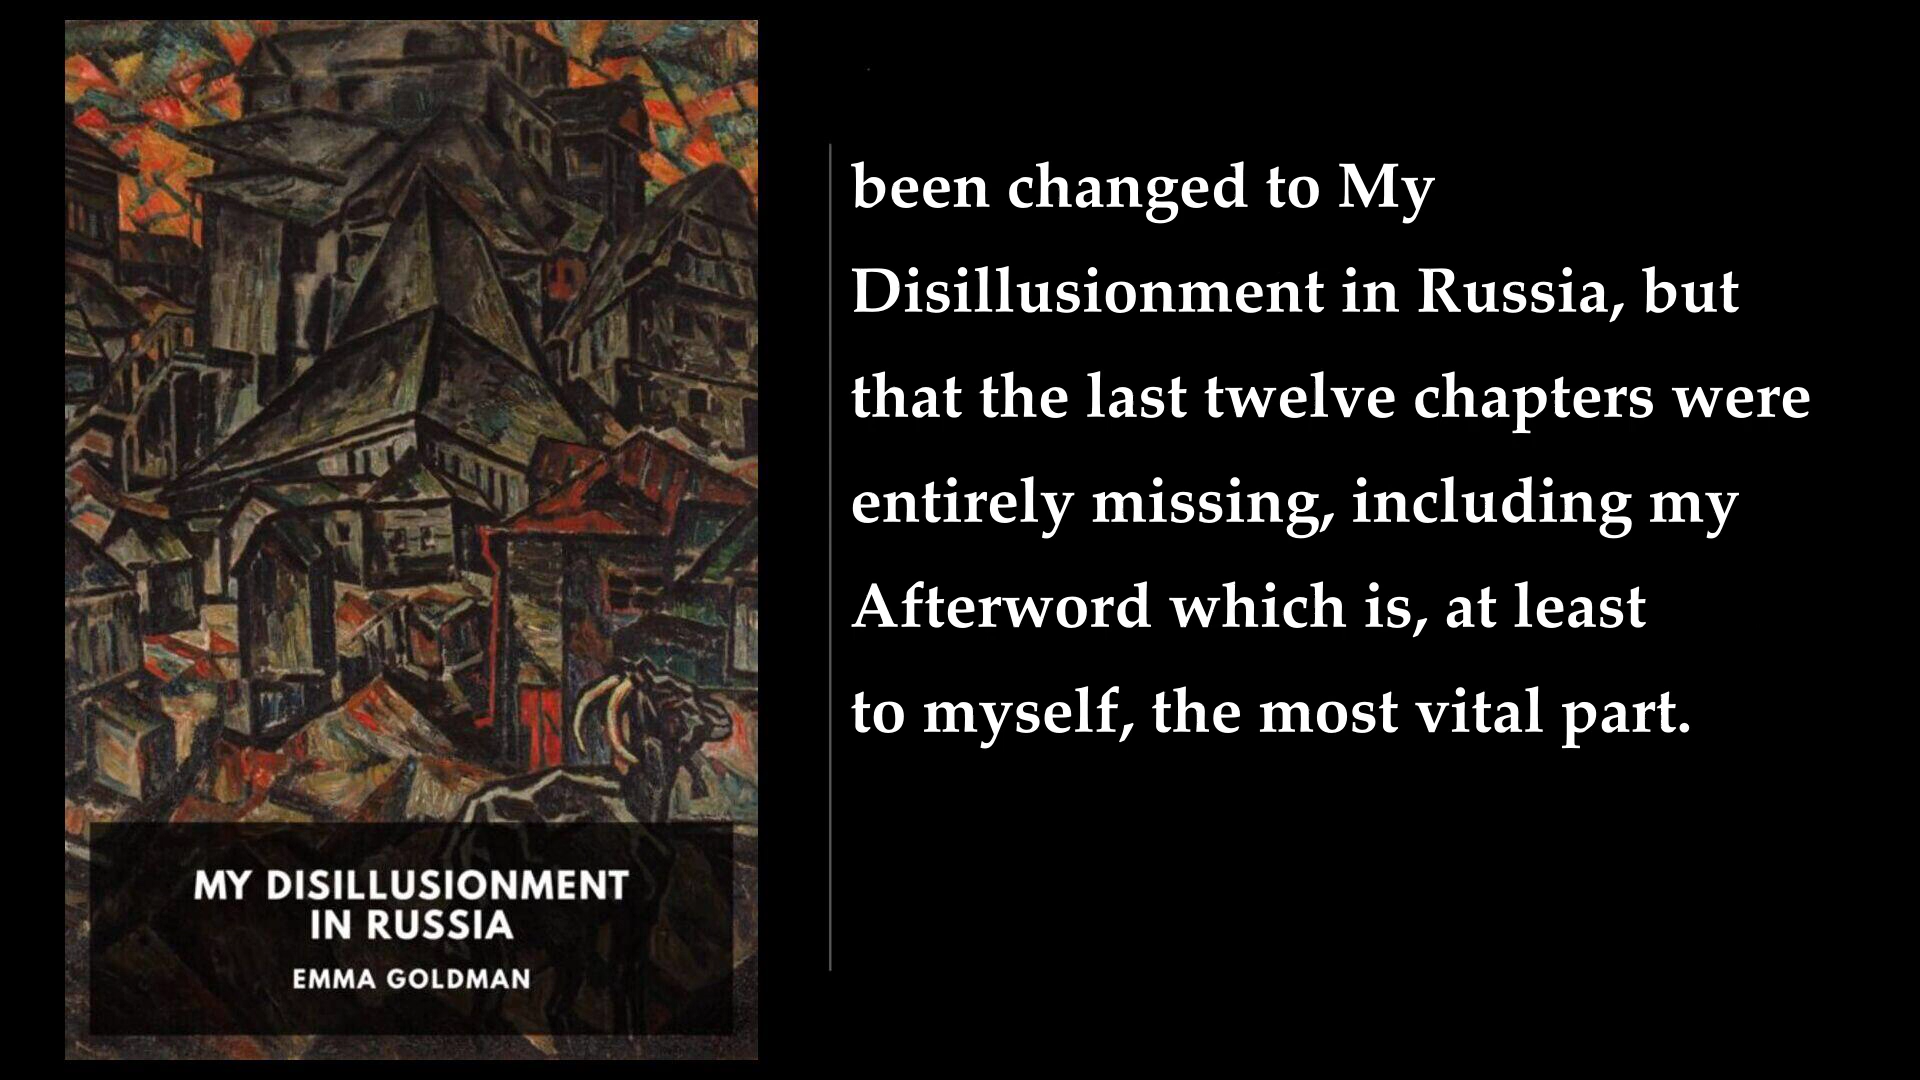 MY DISILLUSIONMENT
IN RUSSIA
EMMA GOLDMAN
been changed to My
Disillusionment in Russia, but
that the last twelve chapters were
entirely missing, including my
Afterword which is, at least
to myself, the most vital part.